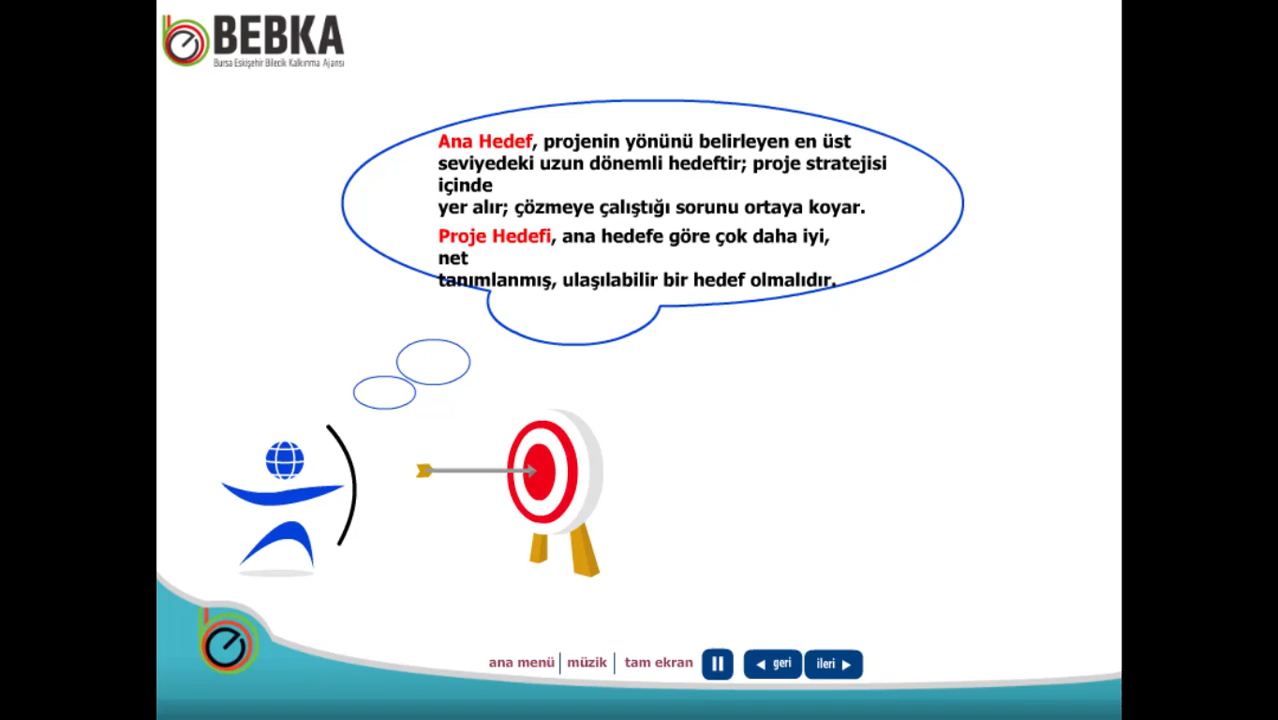 BEBKA
Bursa Eskişehir Bilecik Kalkınma Ajansı
Ana Hedef, projenin yönünü belirleyen en üst
seviyedeki uzun dönemli hedeftir; proje stratejisi
içinde
yer alır; çözmeye çalıştığı sorunu ortaya koyar.
Proje Hedefi, ana hedefe göre çok daha iyi,
net
tanımlanmış, ulaşılabilir bir hedef olmalıdır.
ana menü müzik tam ekran geri ileri